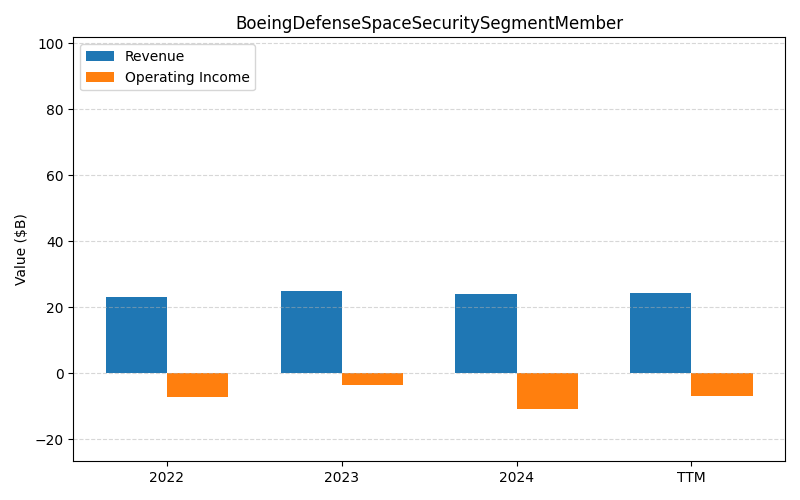 BoeingDefenseSpaceSecuritySegmentMember
100
80
60
40
20
0
−20
Value ($B)
Revenue
Operating Income
2022
2023
2024
TTM